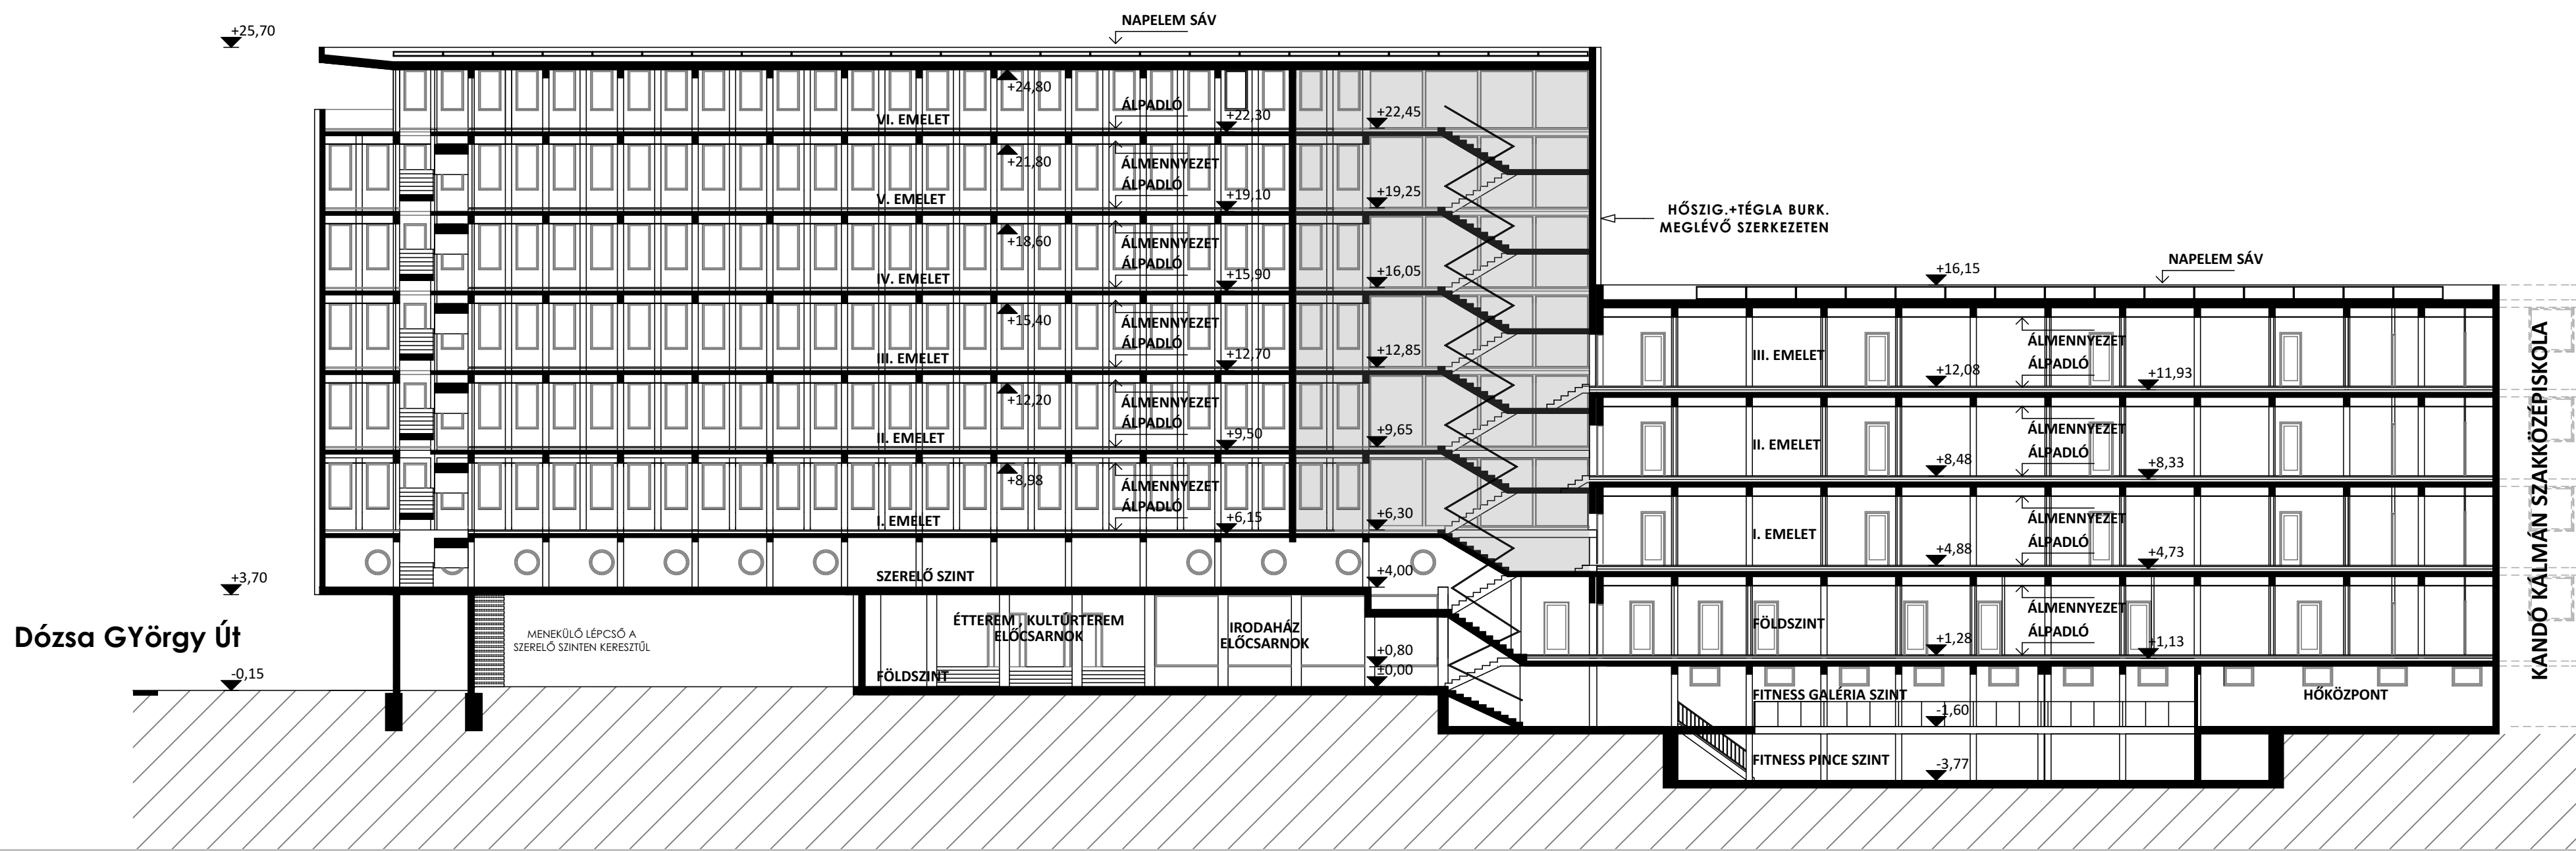 NAPELEM SÁV
+25,70
+24,80
ÁLPADLÓ
+22,30
+22,45
VI. EMELET
+21,80
ÁLMENNYEZET
ÁLPADLÓ
+19,10
+19,25
V. EMELET
HŐSZIG.+TÉGLA BURK.
MEGLÉVŐ SZERKEZETEN
+18,60
ÁLMENNYEZET
ÁLPADLÓ
+15,90
+16,05
IV. EMELET
+16,15
NAPELEM SÁV
+15,40
ÁLMENNYEZET
ÁLPADLÓ
+12,70
+12,85
III. EMELET
III. EMELET
ÁLMENNYEZET
ÁLPADLÓ
+12,08
+11,93
+12,20
ÁLMENNYEZET
ÁLPADLÓ
+9,50
+9,65
II. EMELET
II. EMELET
ÁLMENNYEZET
ÁLPADLÓ
+8,48
+8,33
+8,98
ÁLMENNYEZET
ÁLPADLÓ
+6,15
+6,30
I. EMELET
I. EMELET
ÁLMENNYEZET
ÁLPADLÓ
+4,88
+4,73
KANDÓ KÁLMÁN SZAKKÖZÉPISKOLA
+3,70
SZERELŐ SZINT
+4,00
Dózsa GYörgy Út
MENEKÜLŐ LÉPCSŐ A
SZERELŐ SZINTEN KERESZTÜL
ÉTTEREM , KULTÚRTEREM
ELŐCSARNOK
IRODAHÁZ
ELŐCSARNOK
FÖLDSZINT
ÁLMENNYEZET
ÁLPADLÓ
+1,28
+1,13
+0,80
±0,00
-0,15
FÖLDSZINT
FITNESS GALÉRIA SZINT
-1,60
HŐKÖZPONT
FITNESS PINCE SZINT
-3,77